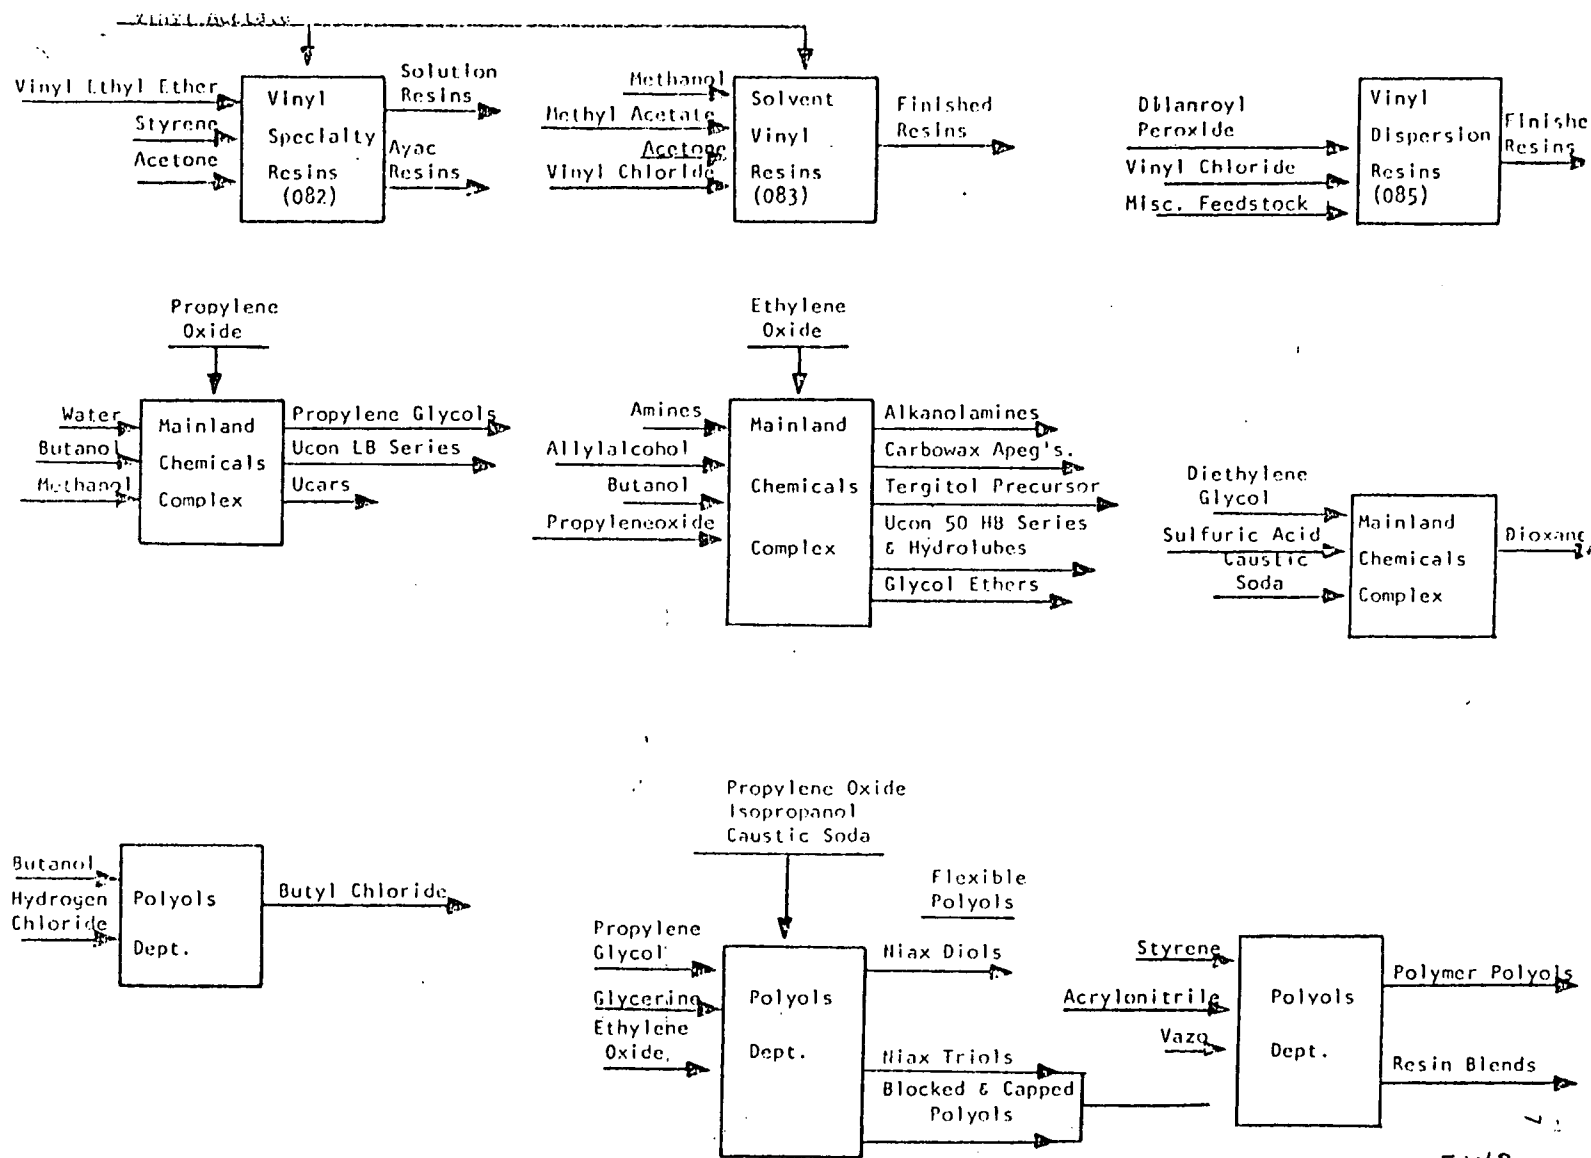 Vinyl Acetate
Vinyl Ethyl Ether
Styrene
Acetone
Vinyl
Specialty
Resins
(082)
Solution
Resins
Ayac
Resins
Methanol
Methyl Acetate
Acetone
Vinyl Chloride
Solvent
Vinyl
Resins
(083)
Finished
Resins
Dilanroyl
Peroxide
Vinyl Chloride
Misc. Feedstock
Vinyl
Dispersion
Resins
(085)
Finishe
Resins
Propylene
Oxide
Water
Butanol
Methanol
Mainland
Chemicals
Complex
Propylene Glycols
Ucon LB Series
Ucars
Ethylene
Oxide
Amines
Allylalcohol
Butanol
Propyleneoxide
Mainland
Chemicals
Complex
Alkanolamines
Carbowax Apeg's.
Tergitol Precursor
Ucon 50 HB Series
& Hydrolubes
Glycol Ethers
Diethylene
Glycol
Sulfuric Acid
Caustic
Soda
Mainland
Chemicals
Complex
Dioxane
Butanol
Hydrogen
Chloride
Polyols
Dept.
Butyl Chloride
Propylene Oxide
Isopropanol
Caustic Soda
Flexible
Polyols
Propylene
Glycol
Glycerine
Ethylene
Oxide
Polyols
Dept.
Niax Diols
Niax Triols
Blocked & Capped
Polyols
Styrene
Acrylonitrile
Vazo
Polyols
Dept.
Polymer Polyols
Resin Blends